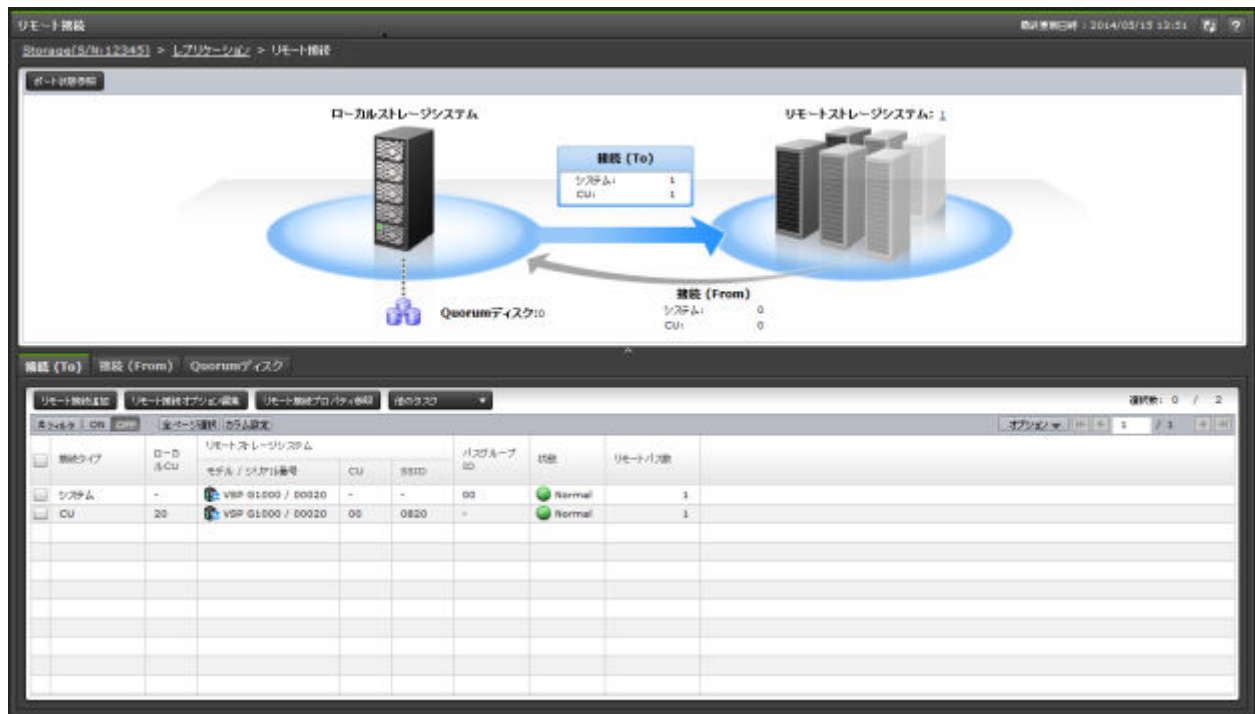 リモート接続
最終更新日時 : 2014/05/15 13:51
Storage(S/N:12345) > レプリケーション > リモート接続
ポート状態参照
ローカルストレージシステム
リモートストレージシステム: 1
接続 (To)
システム: 1
CU: 1
接続 (From)
システム: 0
CU: 0
Quorumディスク:0
接続 (To) 接続 (From) Quorumディスク
リモート接続追加 リモート接続オプション編集 リモート接続プロパティ参照 他のタスク
選択数: 0 / 2
フィルタ ON OFF 全ページ選択 カラム設定
オプション 1 / 1
接続タイプ ローカルCU リモートストレージシステム パスグループID 状態 リモートパス数
モデル / シリアル番号 CU SSID
システム - VSP G1000 / 00020 - - 00 Normal 1
CU 20 VSP G1000 / 00020 00 0820 - Normal 1